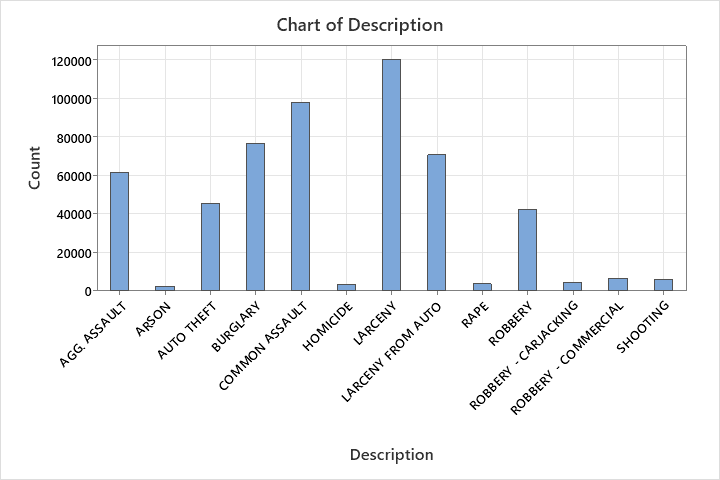 Chart of Description
120000
100000
80000
60000
40000
20000
0
Count
AGG. ASSAULT
ARSON
AUTO THEFT
BURGLARY
COMMON ASSAULT
HOMICIDE
LARCENY
LARCENY FROM AUTO
RAPE
ROBBERY
ROBBERY - CARJACKING
ROBBERY - COMMERCIAL
SHOOTING
Description